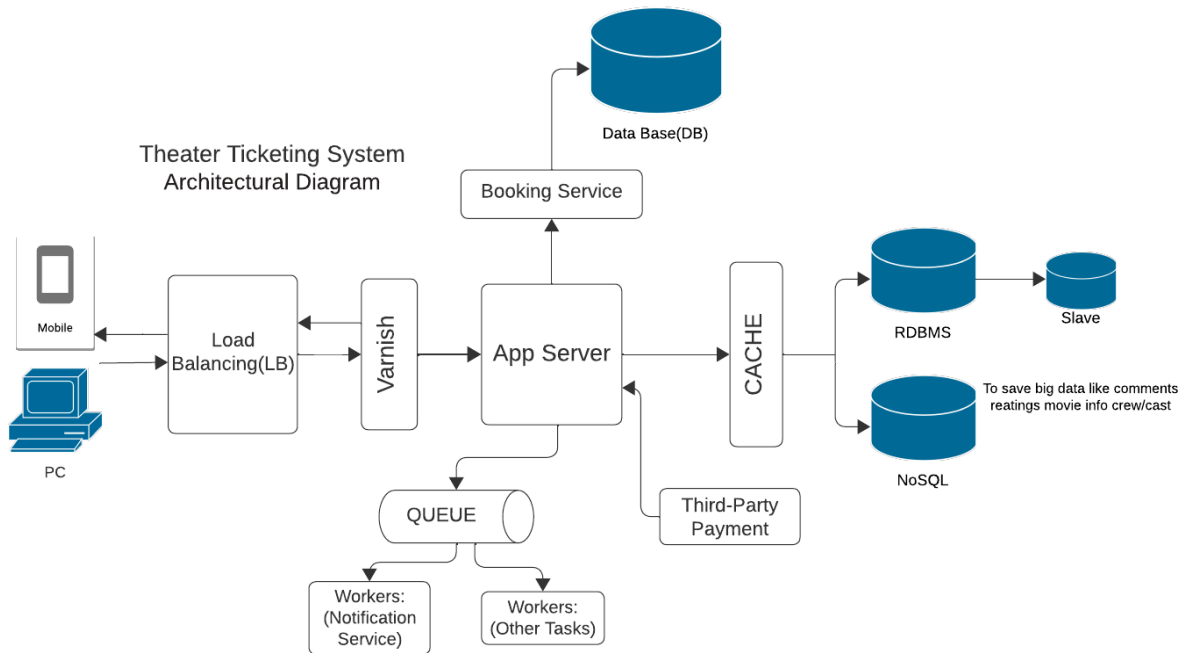 Data Base(DB)
Theater Ticketing System
Architectural Diagram
Booking Service
Mobile
Load
Balancing(LB)
Varnish
App Server
CACHE
RDBMS
Slave
PC
To save big data like comments
reatings movie info crew/cast
NoSQL
QUEUE
Third-Party
Payment
Workers:
(Notification
Service)
Workers:
(Other Tasks)